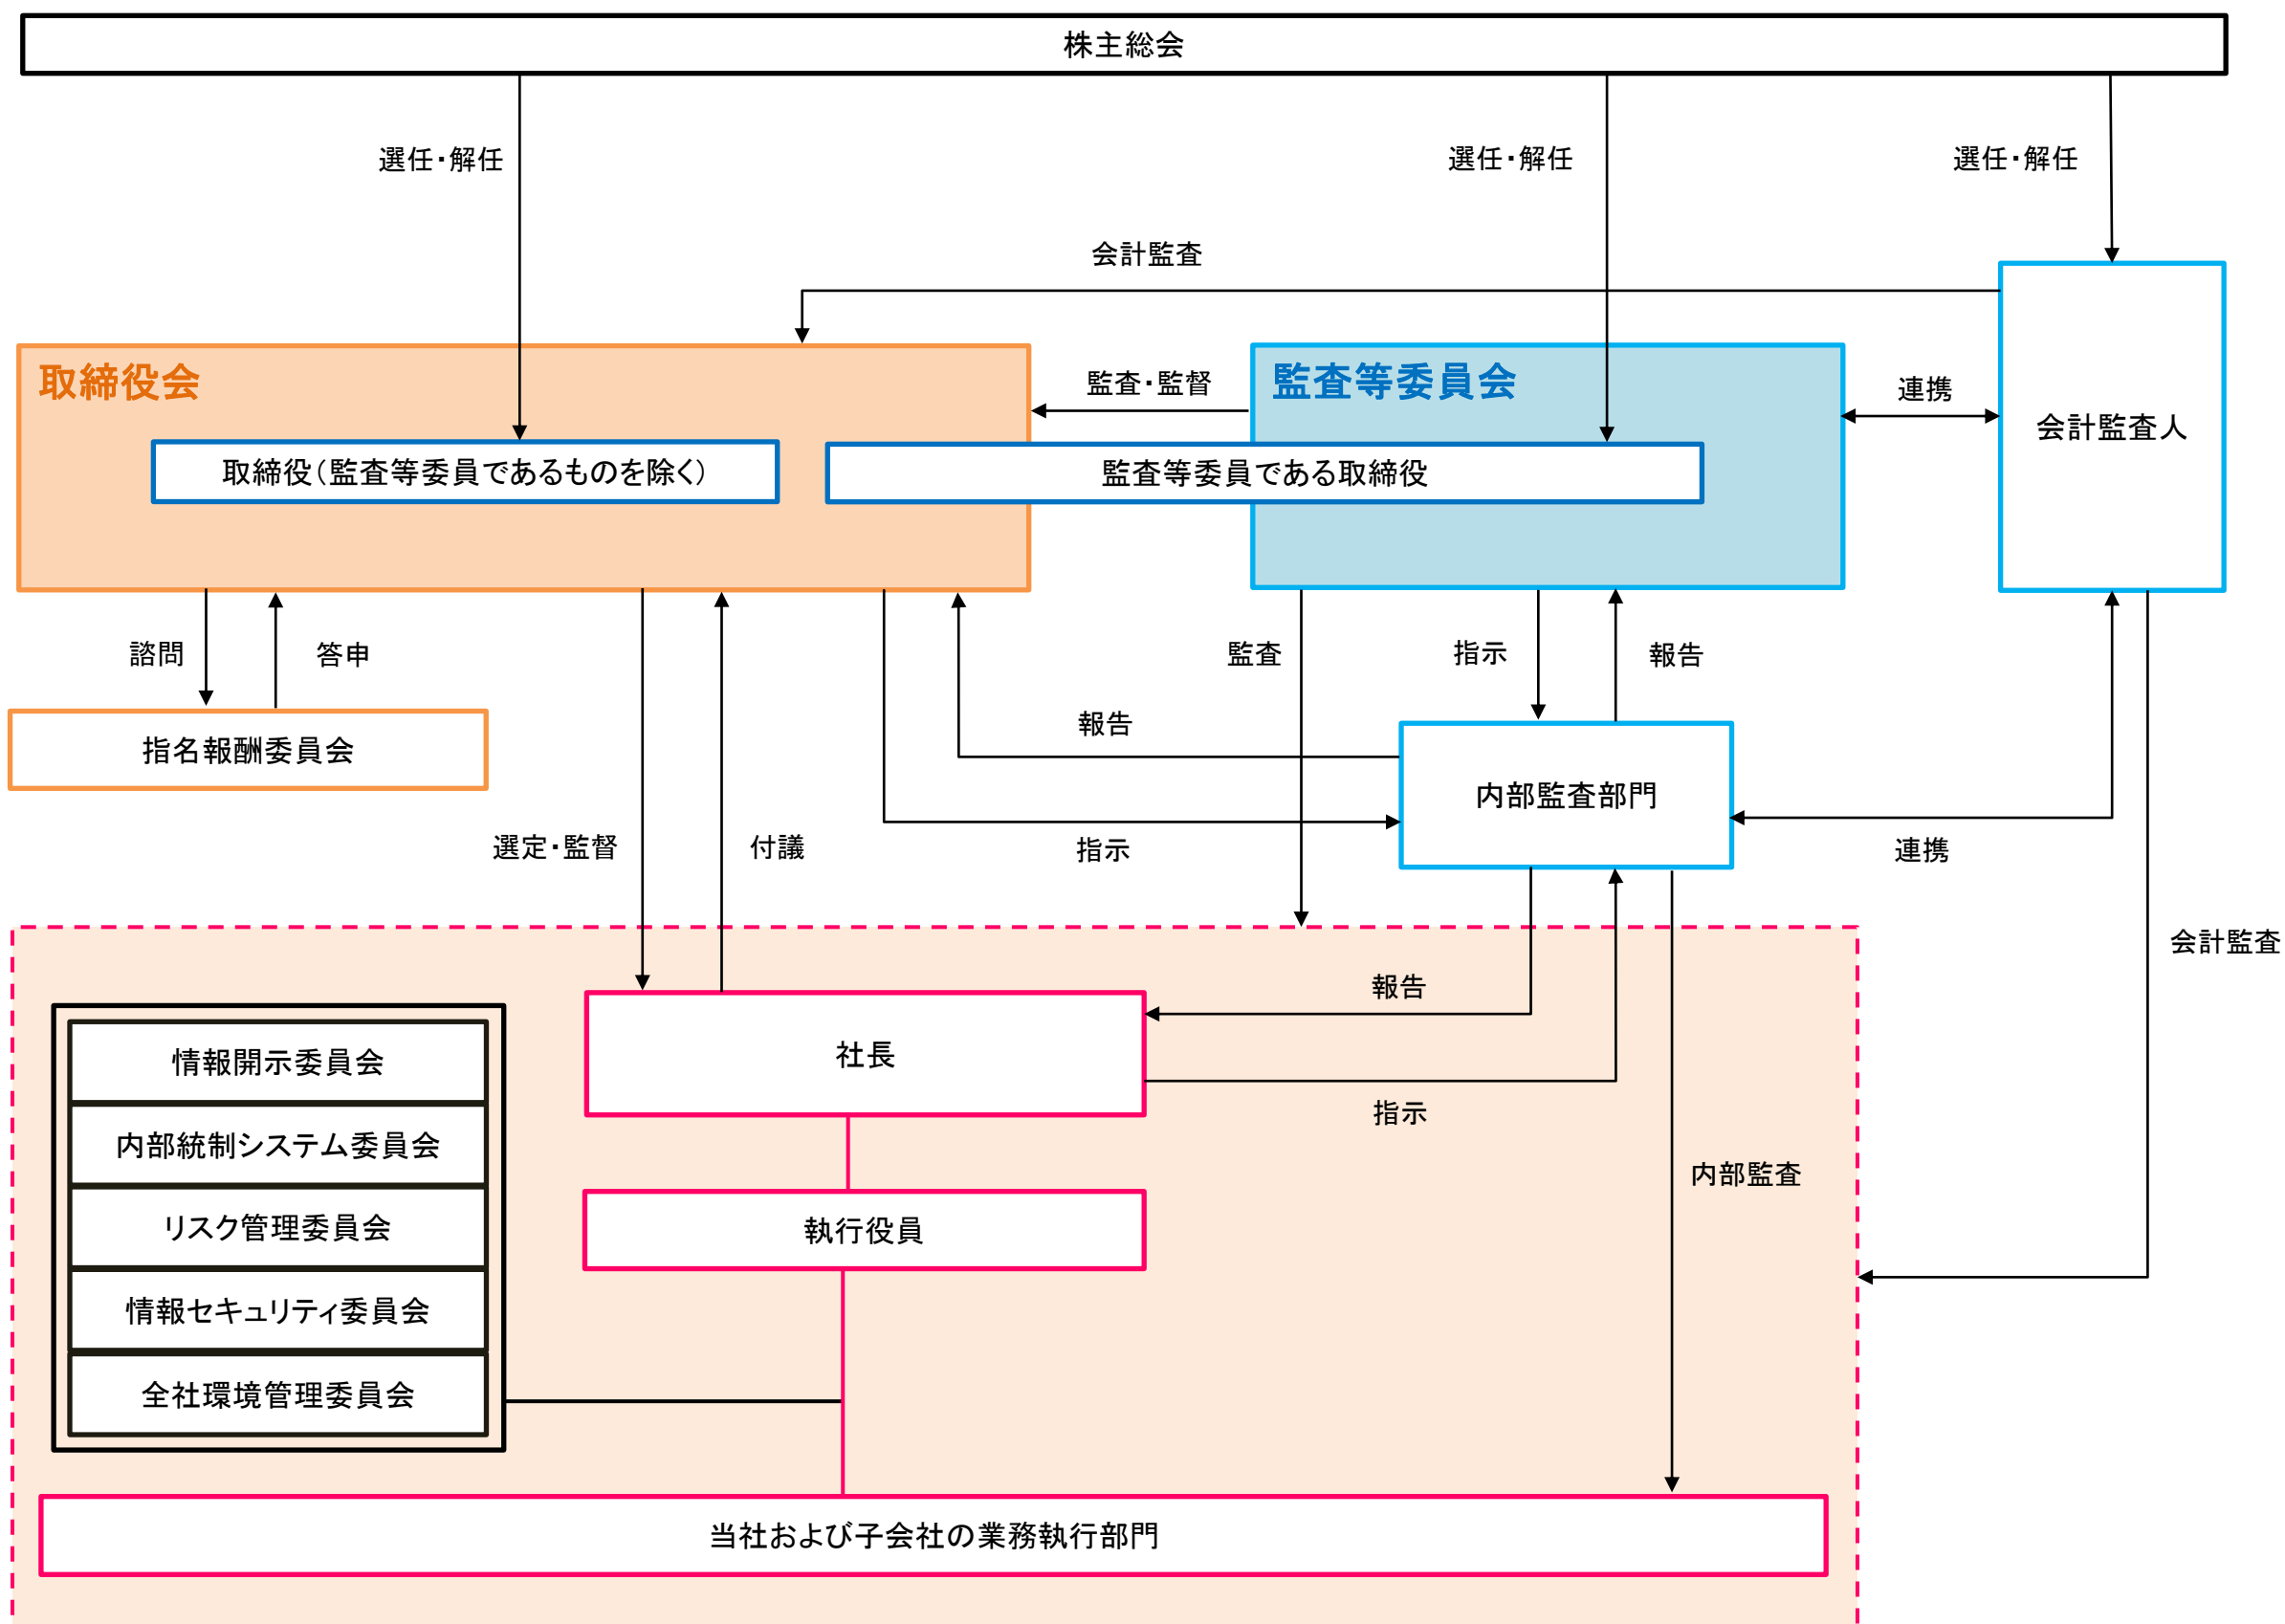 株主総会
選任・解任
選任・解任
選任・解任
会計監査
取締役会
監査・監督
監査等委員会
連携
会計監査人
取締役（監査等委員であるものを除く）
監査等委員である取締役
諮問
答申
監査
指示
報告
指名報酬委員会
報告
内部監査部門
選定・監督
付議
指示
連携
会計監査
報告
社長
情報開示委員会
指示
内部統制システム委員会
内部監査
リスク管理委員会
執行役員
情報セキュリティ委員会
全社環境管理委員会
当社および子会社の業務執行部門